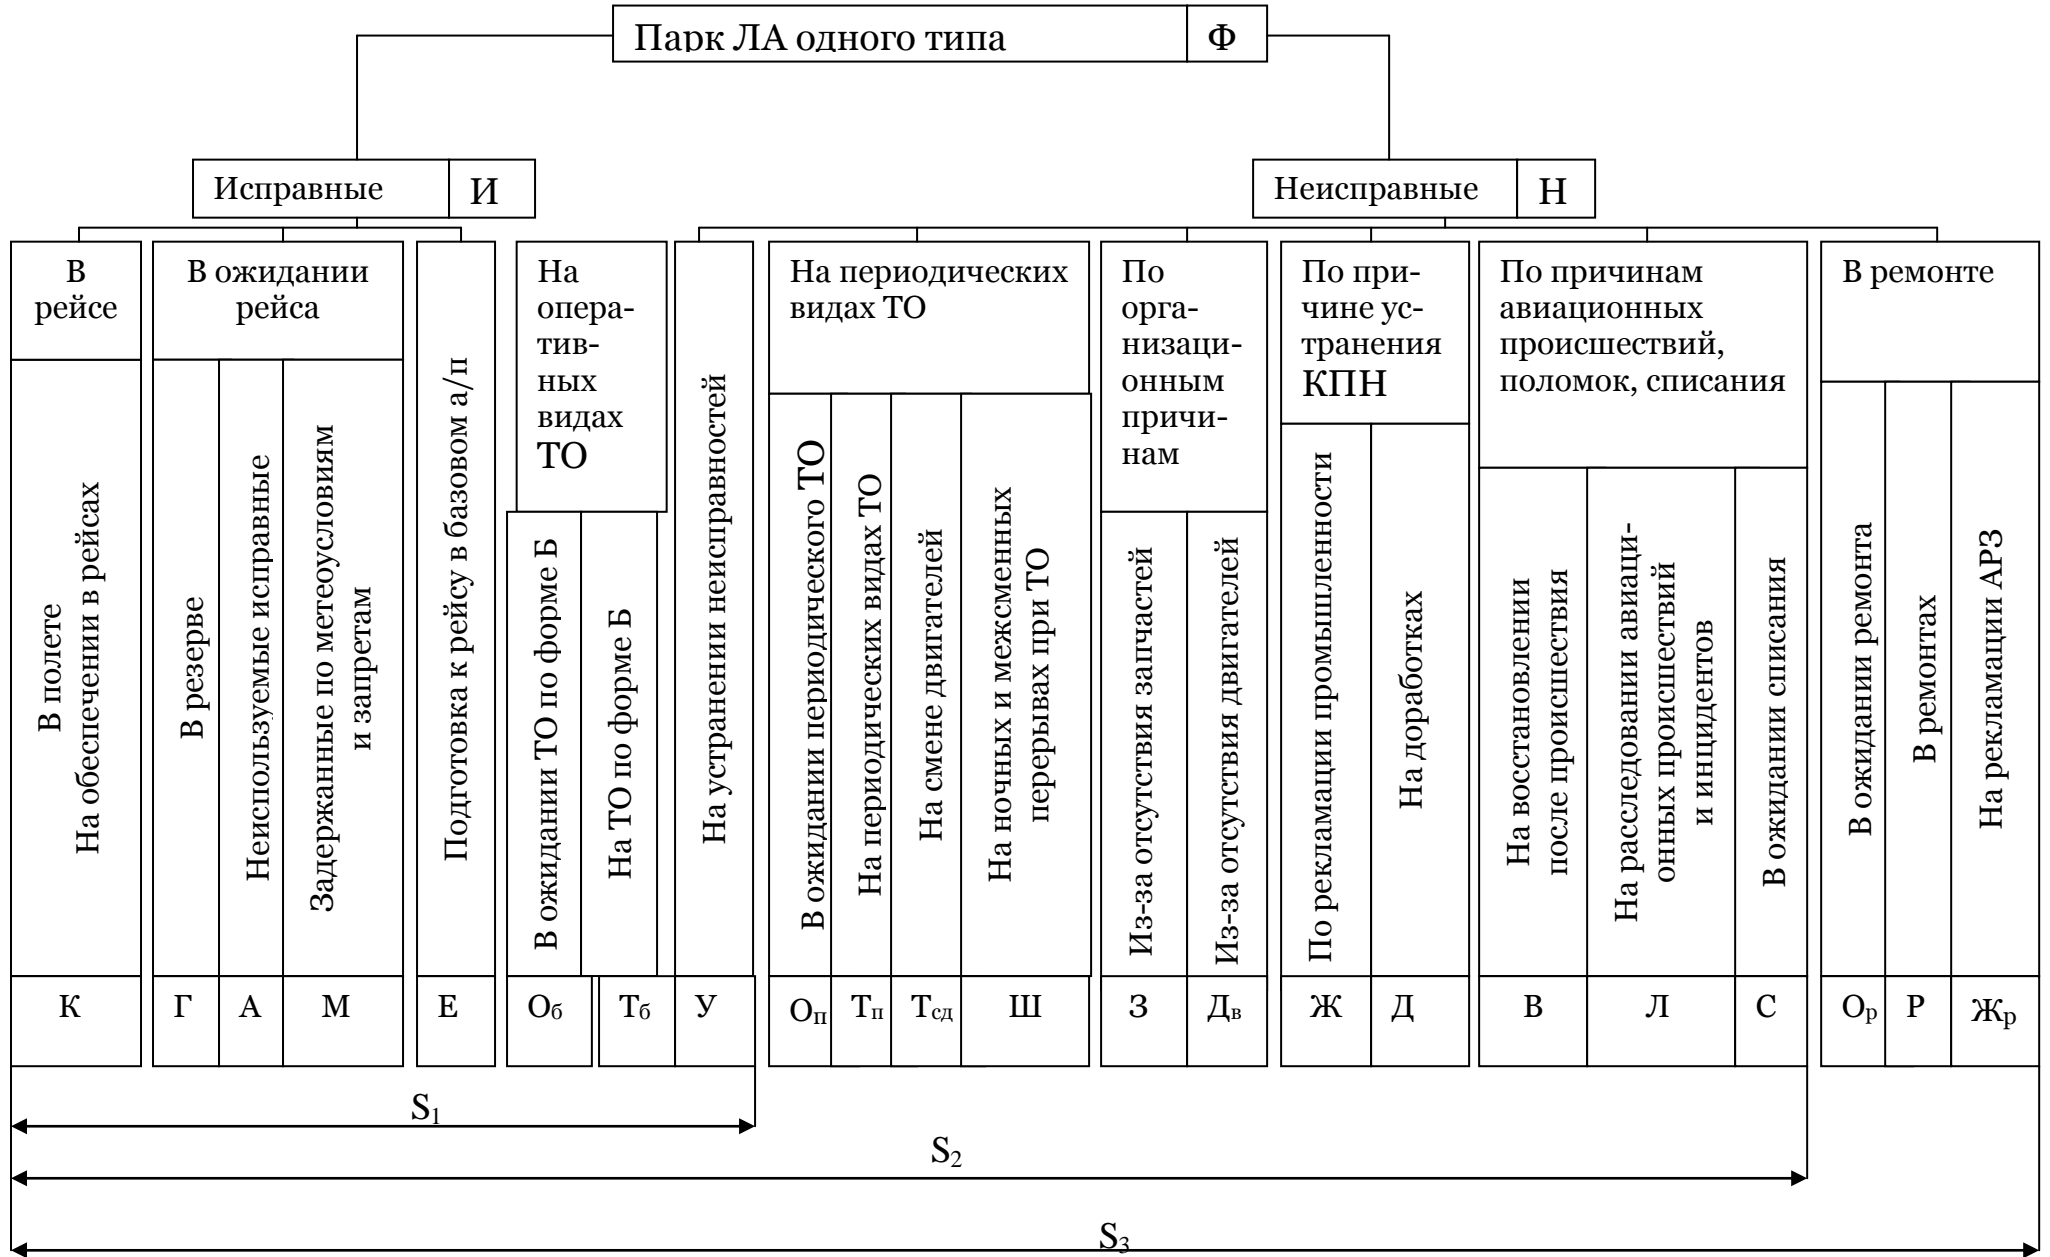 Парк ЛА одного типа
Ф
Исправные
И
Неисправные
Н
В
рейсе
В ожидании
рейса
На
опера-
тив-
ных
видах
ТО
На периодических
видах ТО
По
орга-
низаци-
онным
причи-
нам
По при-
чине ус-
транения
КПН
По причинам
авиационных
происшествий,
поломок, списания
В ремонте
В полете
На обеспечении в рейсах
В резерве
Неиспользуемые исправные
Задержанные по метеоусловиям
и запретам
Подготовка к рейсу в базовом а/п
В ожидании ТО по форме Б
На ТО по форме Б
На устранении неисправностей
В ожидании периодического ТО
На периодических видах ТО
На смене двигателей
На ночных и межсменных
перерывах при ТО
Из-за отсутствия запчастей
Из-за отсутствия двигателей
По рекламации промышленности
На доработках
На восстановлении
после происшествия
На расследовании авиаци-
онных происшествий
и инцидентов
В ожидании списания
В ожидании ремонта
В ремонтах
На рекламации АРЗ
К
Г
А
М
Е
Об
Тб
У
Оп
Тп
Тсд
Ш
З
Дв
Ж
Д
В
Л
С
Ор
Р
Жр
S1
S2
S3